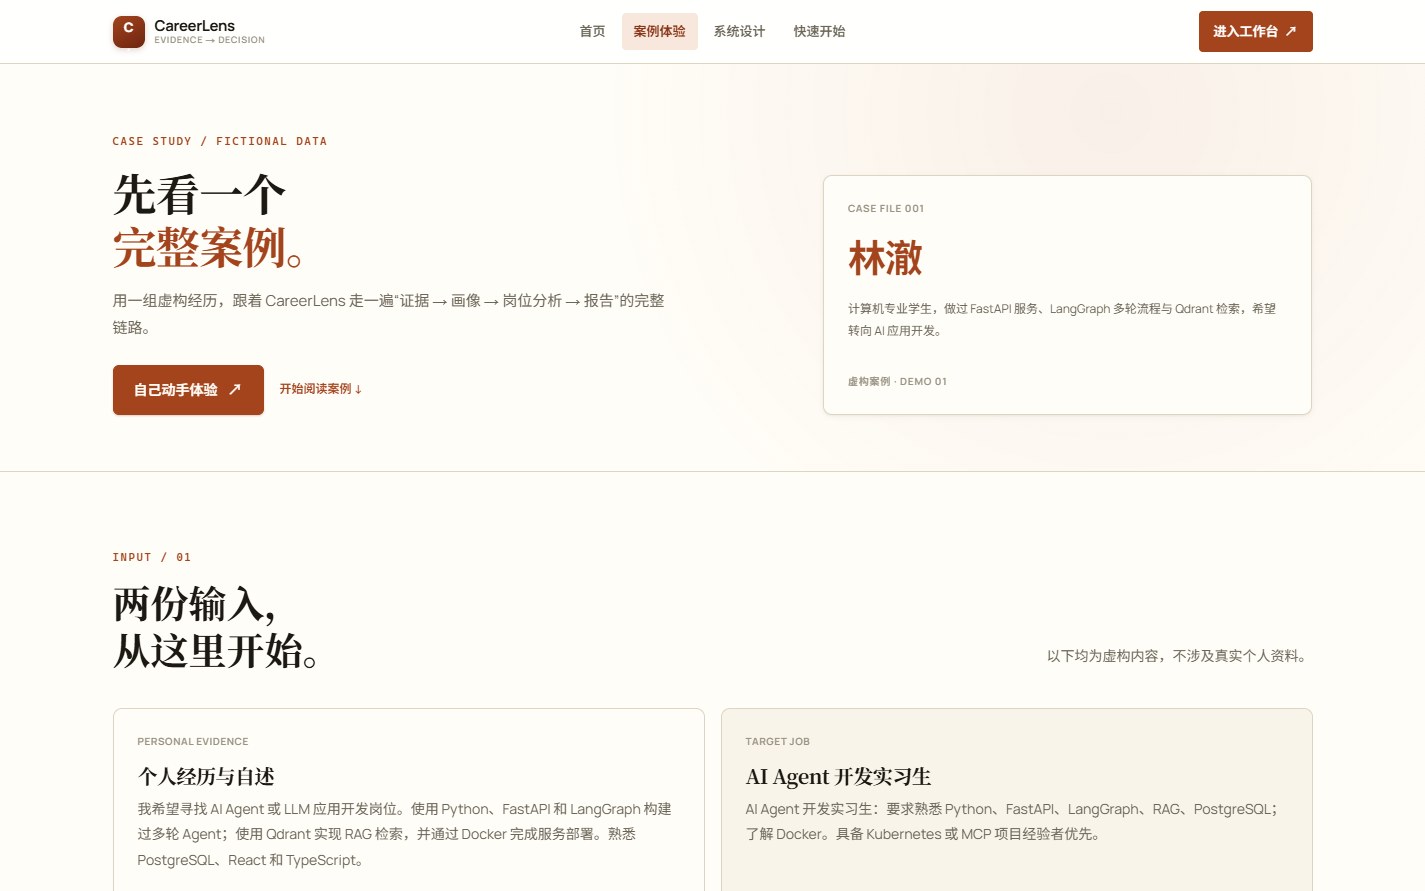 C
CareerLens
EVIDENCE → DECISION
首页
案例体验
系统设计
快速开始
进入工作台 ↗
CASE STUDY / FICTIONAL DATA
先看一个
完整案例。
用一组虚构经历，跟着 CareerLens 走一遍“证据 → 画像 → 岗位分析 → 报告”的完整
链路。
自己动手体验 ↗
开始阅读案例 ↓
CASE FILE 001
林澈
计算机专业学生，做过 FastAPI 服务、LangGraph 多轮流程与 Qdrant 检索，希望
转向 AI 应用开发。
虚构案例 · DEMO 01
INPUT / 01
两份输入，
从这里开始。
以下均为虚构内容，不涉及真实个人资料。
PERSONAL EVIDENCE
个人经历与自述
我希望寻找 AI Agent 或 LLM 应用开发岗位。使用 Python、FastAPI 和 LangGraph 构建
过多轮 Agent；使用 Qdrant 实现 RAG 检索，并通过 Docker 完成服务部署。熟悉
PostgreSQL、React 和 TypeScript。
TARGET JOB
AI Agent 开发实习生
AI Agent 开发实习生：要求熟悉 Python、FastAPI、LangGraph、RAG、PostgreSQL；
了解 Docker。具备 Kubernetes 或 MCP 项目经验者优先。